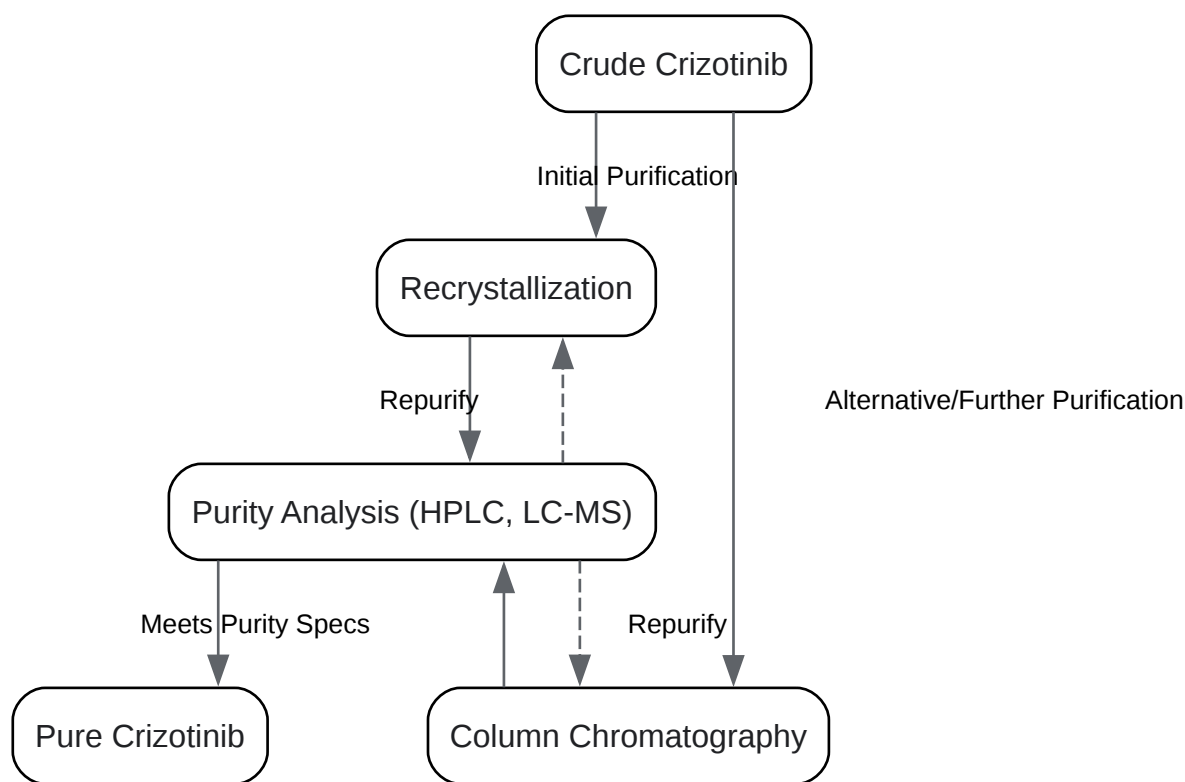 Crude Crizotinib
Initial Purification
Recrystallization
Repurify
Alternative/Further Purification
Purity Analysis (HPLC, LC-MS)
Meets Purity Specs
Repurify
Pure Crizotinib
Column Chromatography